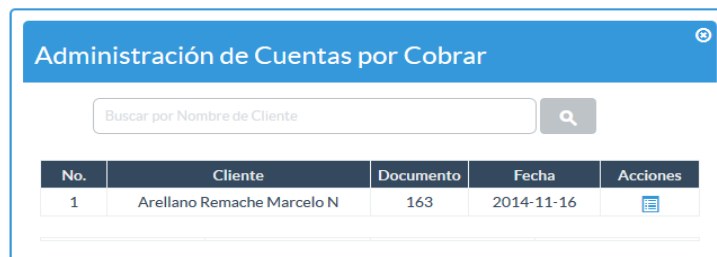 Administración de Cuentas por Cobrar
Buscar por Nombre de Cliente
No. Cliente Documento Fecha Acciones
1 Arellano Remache Marcelo N 163 2014-11-16